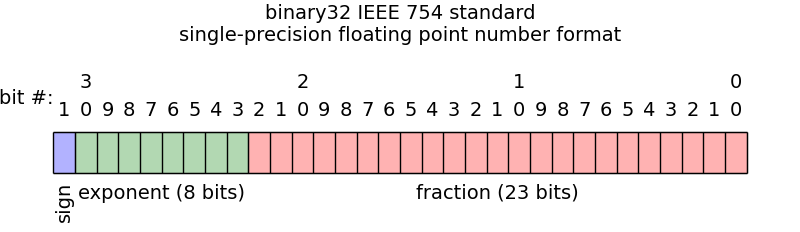 binary32 IEEE 754 standard
single-precision floating point number format
3 2 1 0
bit #: 1 0 9 8 7 6 5 4 3 2 1 0 9 8 7 6 5 4 3 2 1 0 9 8 7 6 5 4 3 2 1 0
sign exponent (8 bits) fraction (23 bits)